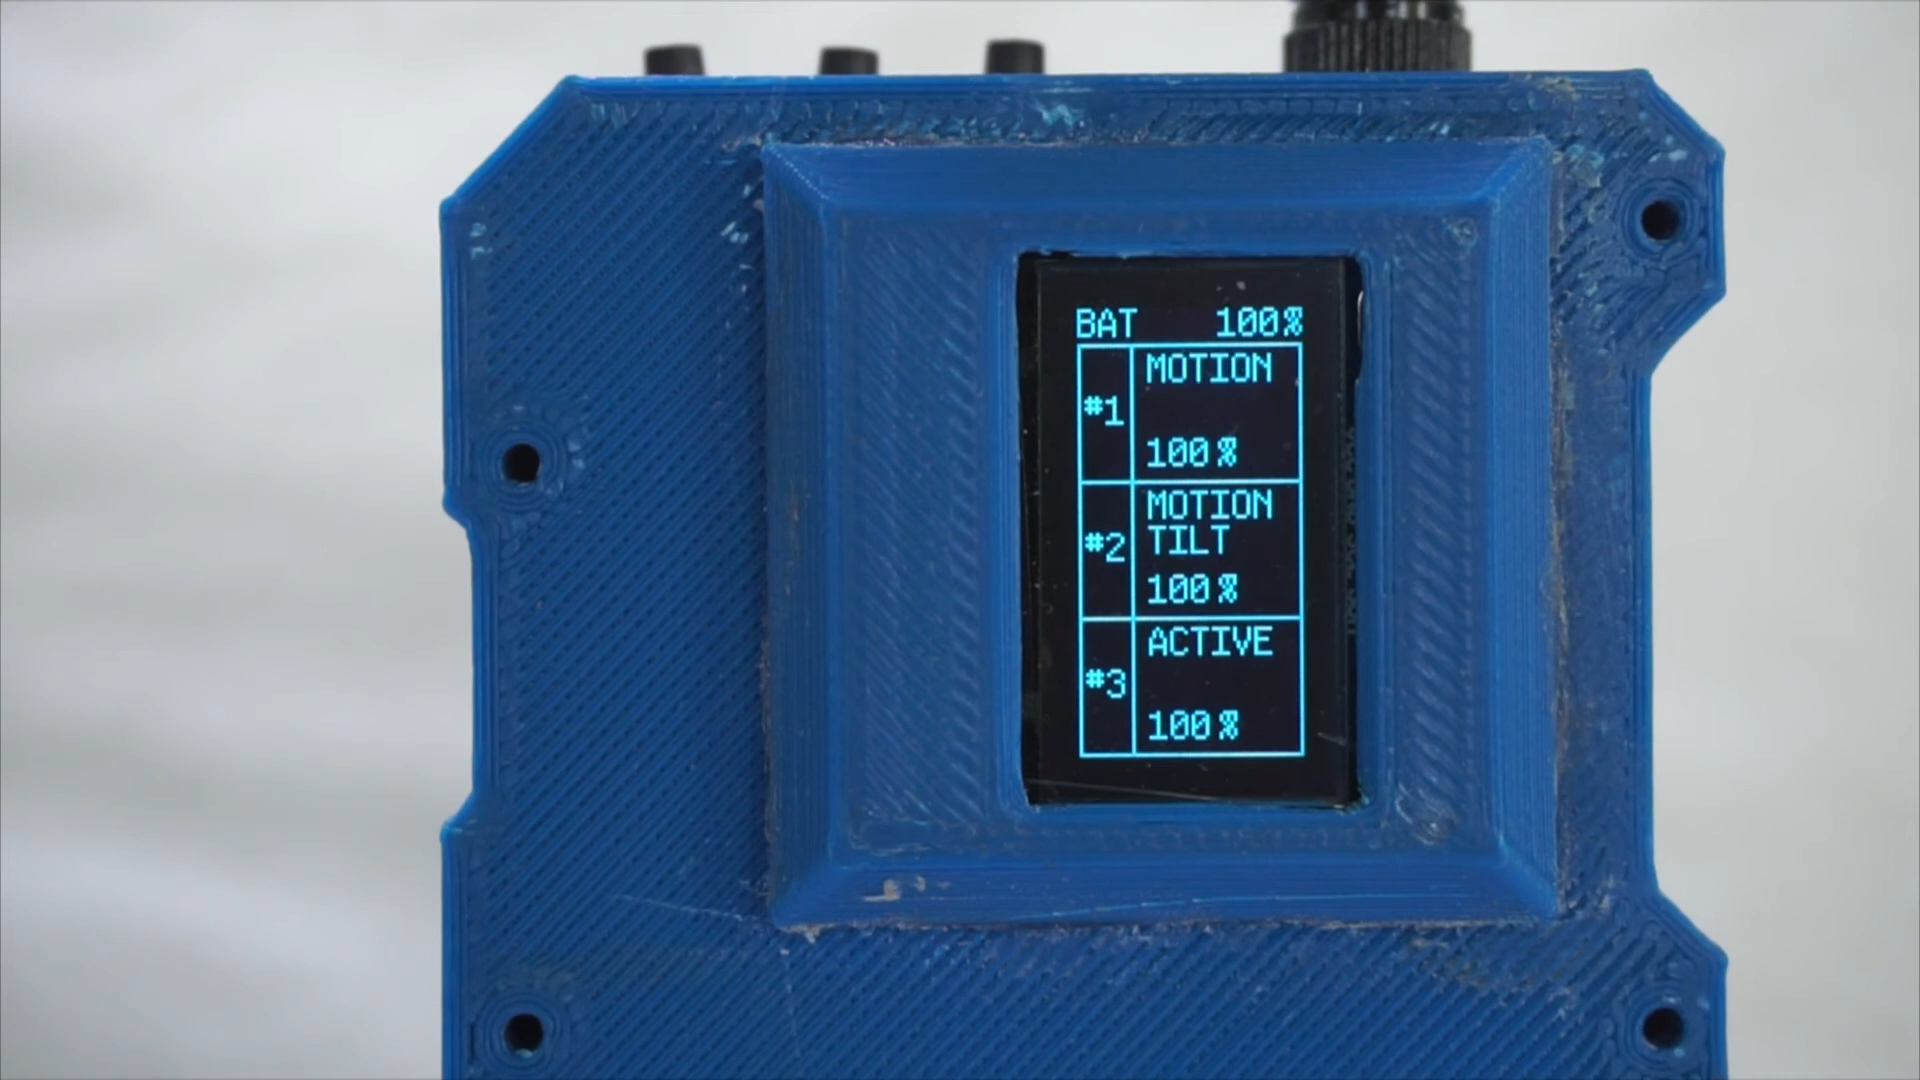 BAT 100%
#1 MOTION
100%
#2 MOTION
TILT
100%
#3 ACTIVE
100%